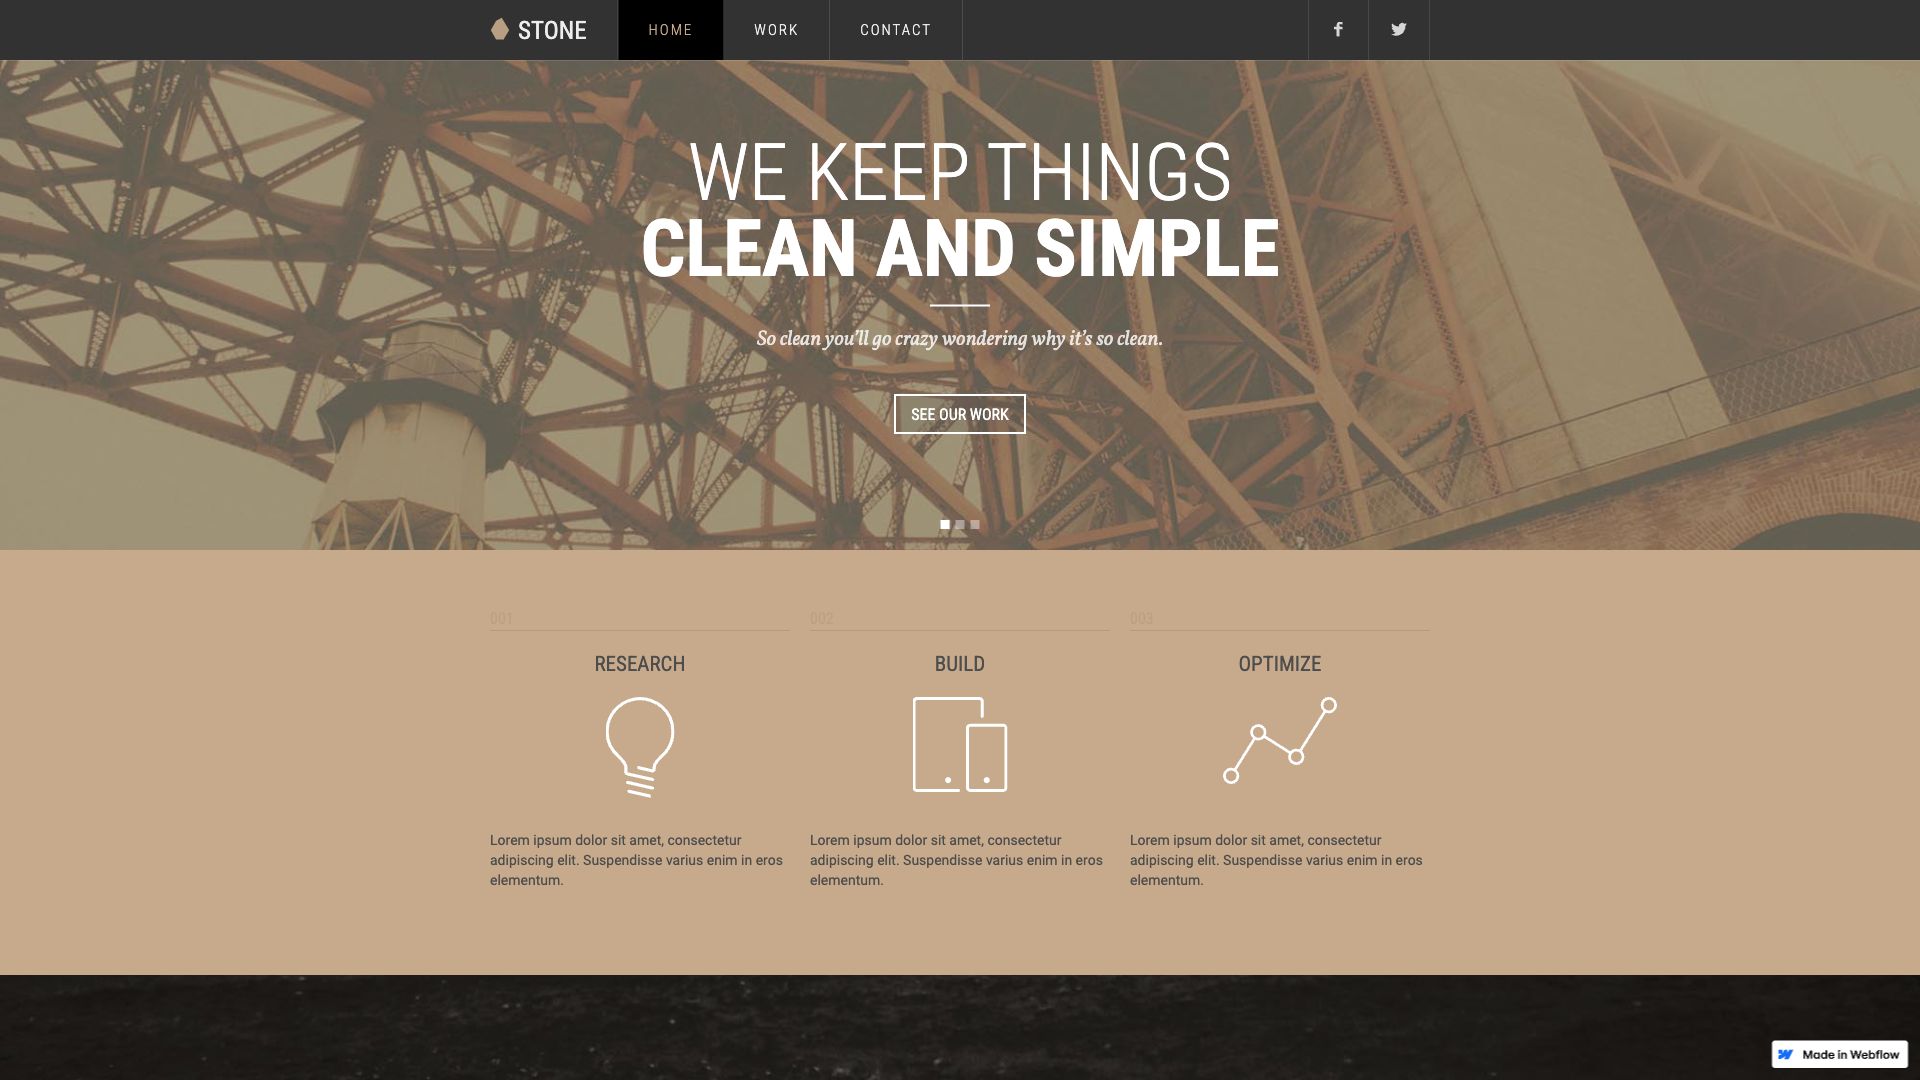 STONE
HOME
WORK
CONTACT
WE KEEP THINGS
CLEAN AND SIMPLE
So clean you'll go crazy wondering why it's so clean.
SEE OUR WORK
001
RESEARCH
Lorem ipsum dolor sit amet, consectetur
adipiscing elit. Suspendisse varius enim in eros
elementum.
002
BUILD
Lorem ipsum dolor sit amet, consectetur
adipiscing elit. Suspendisse varius enim in eros
elementum.
003
OPTIMIZE
Lorem ipsum dolor sit amet, consectetur
adipiscing elit. Suspendisse varius enim in eros
elementum.
Made in Webflow